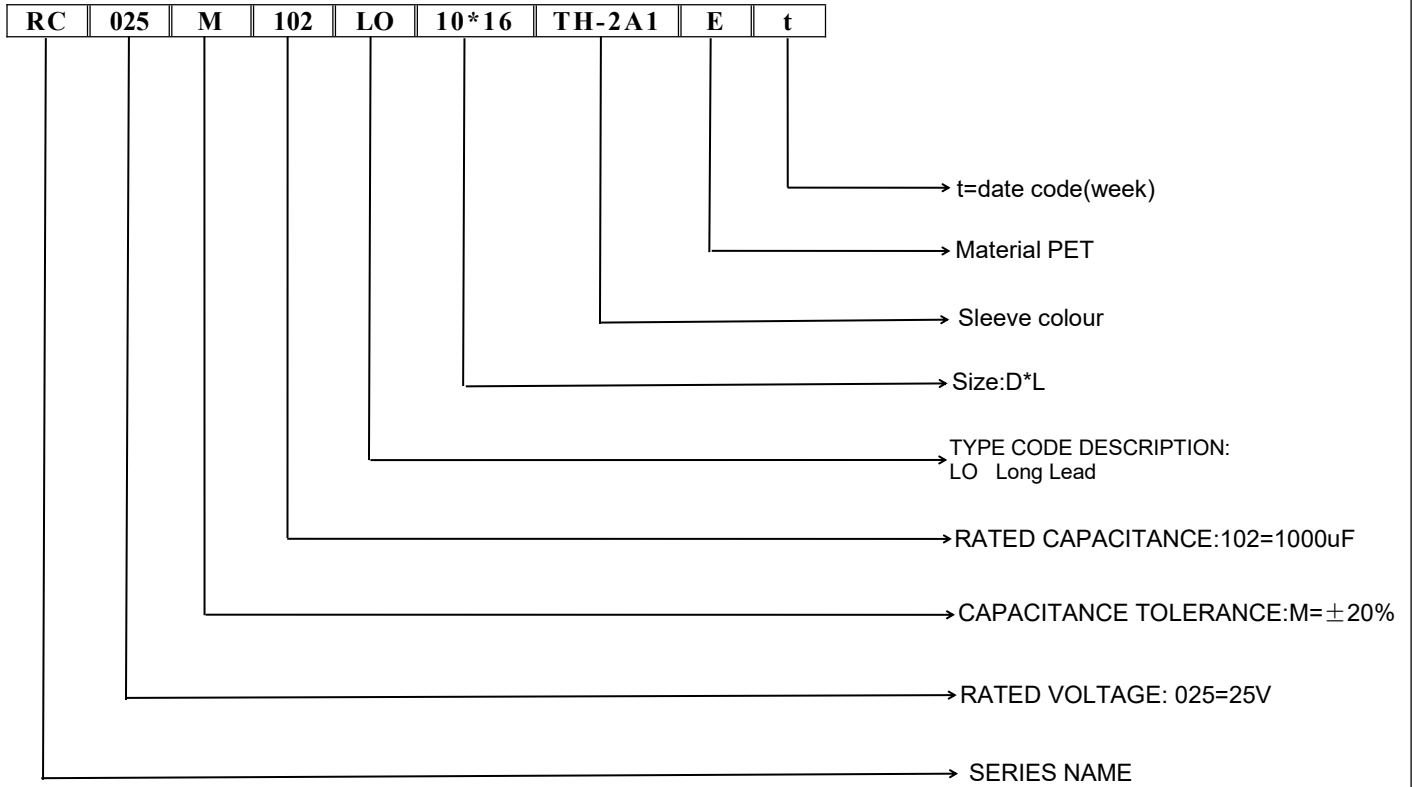 RC 025 M 102 LO 10*16 TH-2A1 E t
t=date code(week)
Material PET
Sleeve colour
Size:D*L
TYPE CODE DESCRIPTION:
LO Long Lead
RATED CAPACITANCE:102=1000uF
CAPACITANCE TOLERANCE:M=±20%
RATED VOLTAGE: 025=25V
SERIES NAME